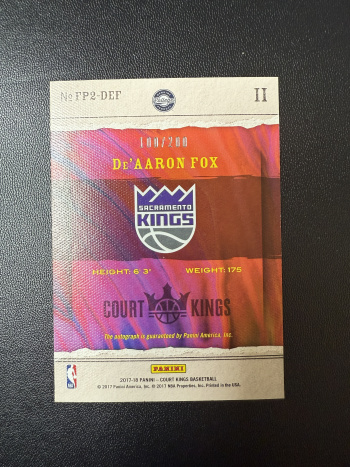 No FP2-DEF
II
100/200
DE'AARON FOX
SACRAMENTO
KINGS
HEIGHT: 6' 3" WEIGHT: 175
COURT KINGS
The autograph is guaranteed by Panini America, Inc.
PANINI
2017-18 PANINI – COURT KINGS BASKETBALL
© 2017 Panini America, Inc. © 2017 NBA Properties, Inc. Printed in the USA.